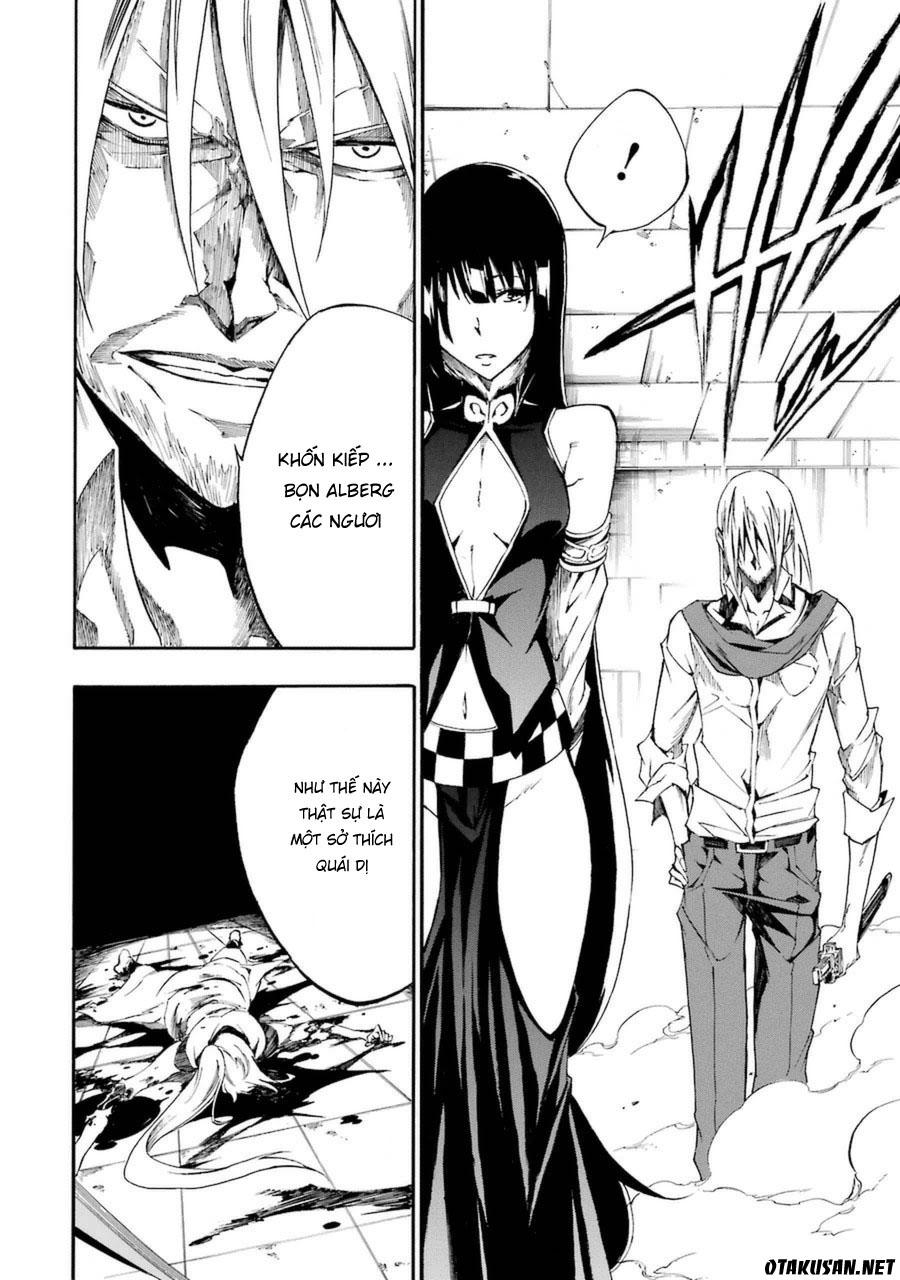 !
KHỐN KIẾP ...
BỌN ALBERG
CÁC NGƯƠI
NHƯ THẾ NÀY
THẬT SỰ LÀ
MỘT SỞ THÍCH
QUÁI DỊ
OTAKUSAN.NET